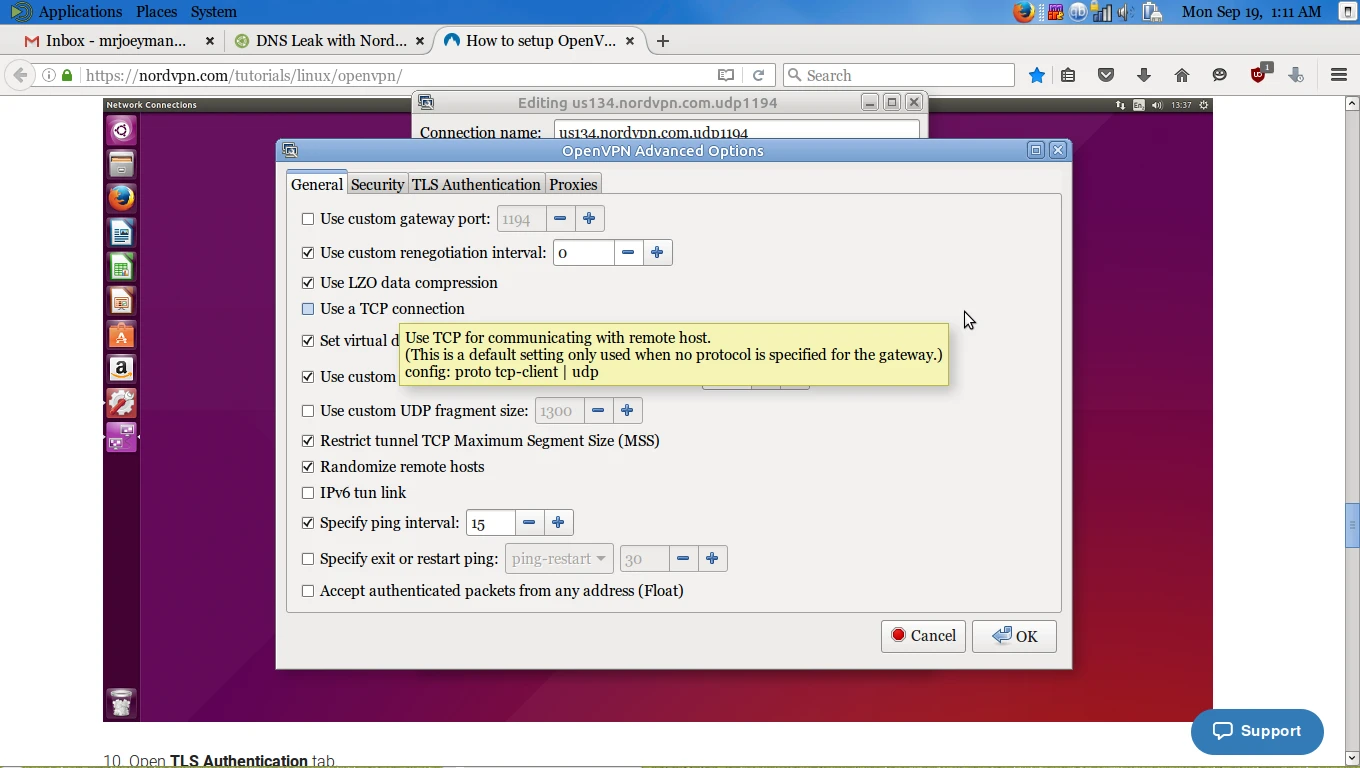 Applications Places System Mon Sep 19, 1:11 AM
Inbox - mrjoeyman... × DNS Leak with Nord... × How to setup OpenV... × +
https://nordvpn.com/tutorials/linux/openvpn/ Search 1
Network Connections En 13:37
Editing us134.nordvpn.com.udp1194
Connection name: us134.nordvpn.com.udp1194
OpenVPN Advanced Options
General Security TLS Authentication Proxies
Use custom gateway port: 1194
Use custom renegotiation interval: 0
Use LZO data compression
Use a TCP connection
Set virtual d
Use TCP for communicating with remote host.
(This is a default setting only used when no protocol is specified for the gateway.)
config: proto tcp-client | udp
Use custom
Use custom UDP fragment size: 1300
Restrict tunnel TCP Maximum Segment Size (MSS)
Randomize remote hosts
IPv6 tun link
Specify ping interval: 15
Specify exit or restart ping: ping-restart 30
Accept authenticated packets from any address (Float)
Cancel OK
Support
10. Open TLS Authentication tab